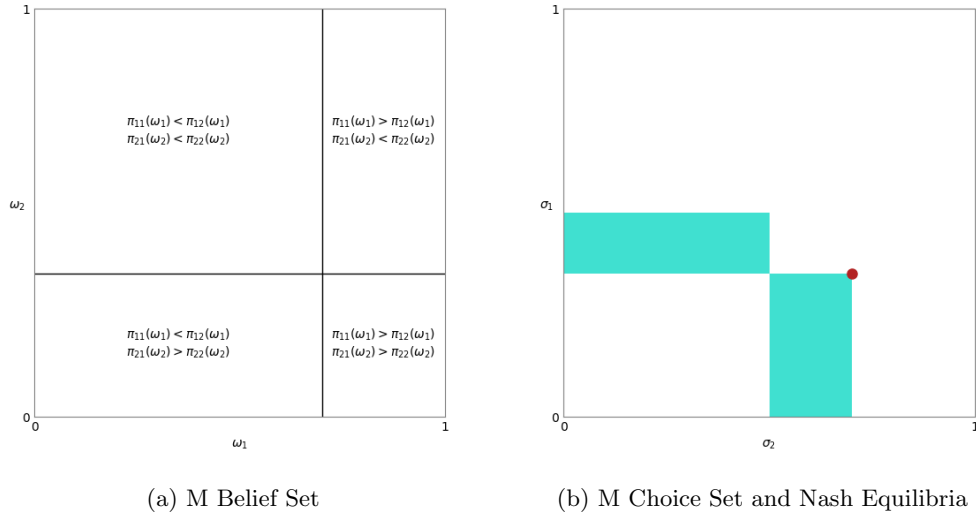 1
π₁₁(ω₁) < π₁₂(ω₁)
π₂₁(ω₂) < π₂₂(ω₂)
π₁₁(ω₁) > π₁₂(ω₁)
π₂₁(ω₂) < π₂₂(ω₂)
ω₂
π₁₁(ω₁) < π₁₂(ω₁)
π₂₁(ω₂) > π₂₂(ω₂)
π₁₁(ω₁) > π₁₂(ω₁)
π₂₁(ω₂) > π₂₂(ω₂)
0
0
1
ω₁
(a) M Belief Set
1
σ₁
0
0
1
σ₂
(b) M Choice Set and Nash Equilibria